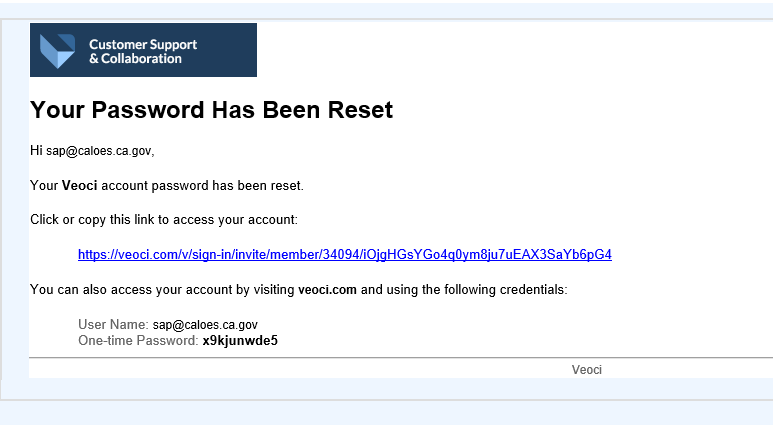 Customer Support
& Collaboration
Your Password Has Been Reset
Hi sap@caloes.ca.gov,
Your Veoci account password has been reset.
Click or copy this link to access your account:
https://veoci.com/v/sign-in/invite/member/34094/iOjgHGsYGo4q0ym8ju7uEAX3SaYb6pG4
You can also access your account by visiting veoci.com and using the following credentials:
User Name: sap@caloes.ca.gov
One-time Password: x9kjunwde5
Veoci